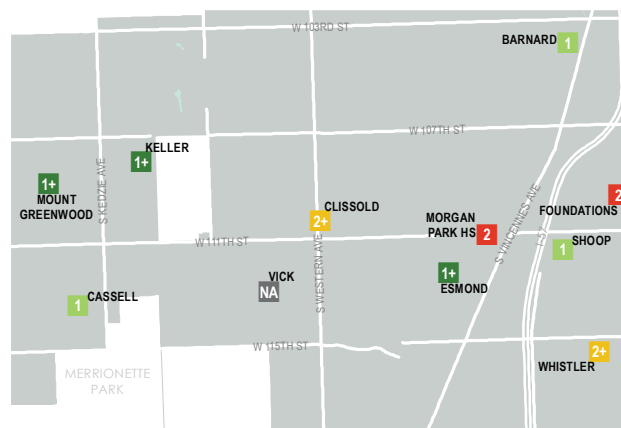 W 103RD ST
BARNARD
1
W 107TH ST
KELLER
1+
S KEDZIE AVE
1+
MOUNT
GREENWOOD
CLISSOLD
2+
S WESTERN AVE
MORGAN
PARK HS
2
S VINCENNES AVE
I-57
2
FOUNDATIONS
W 111TH ST
SHOOP
1
1+
ESMOND
VICK
NA
CASSELL
1
W 115TH ST
2+
WHISTLER
MERRIONETTE
PARK